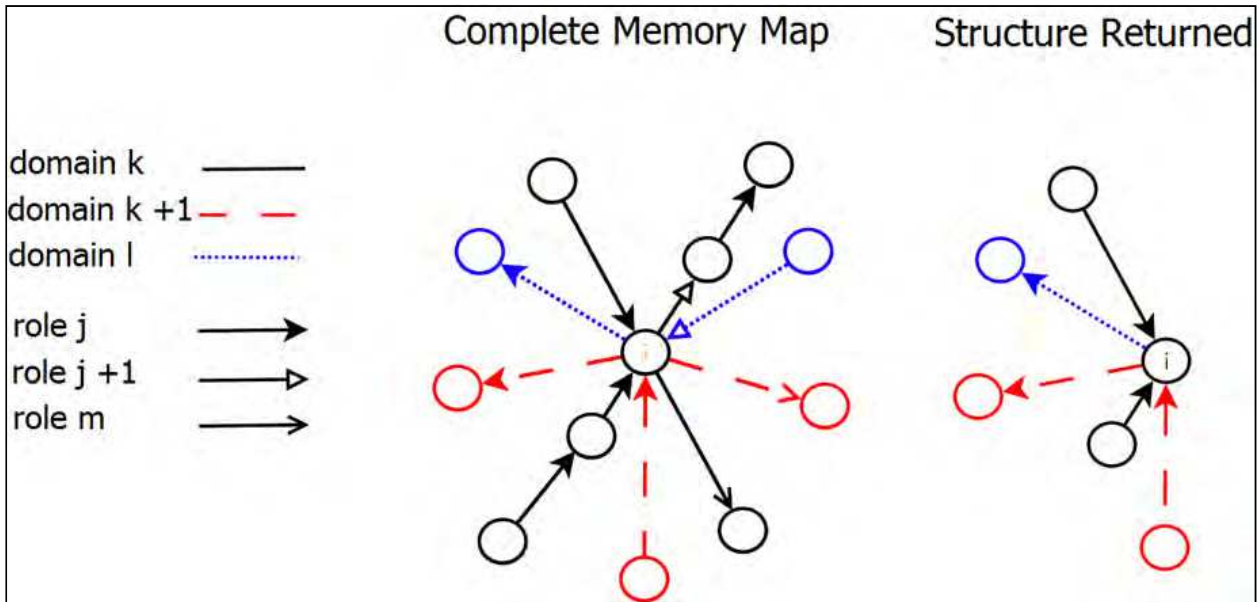 Complete Memory Map
Structure Returned
domain k
domain k +1
domain l
role j
role j +1
role m
i
i